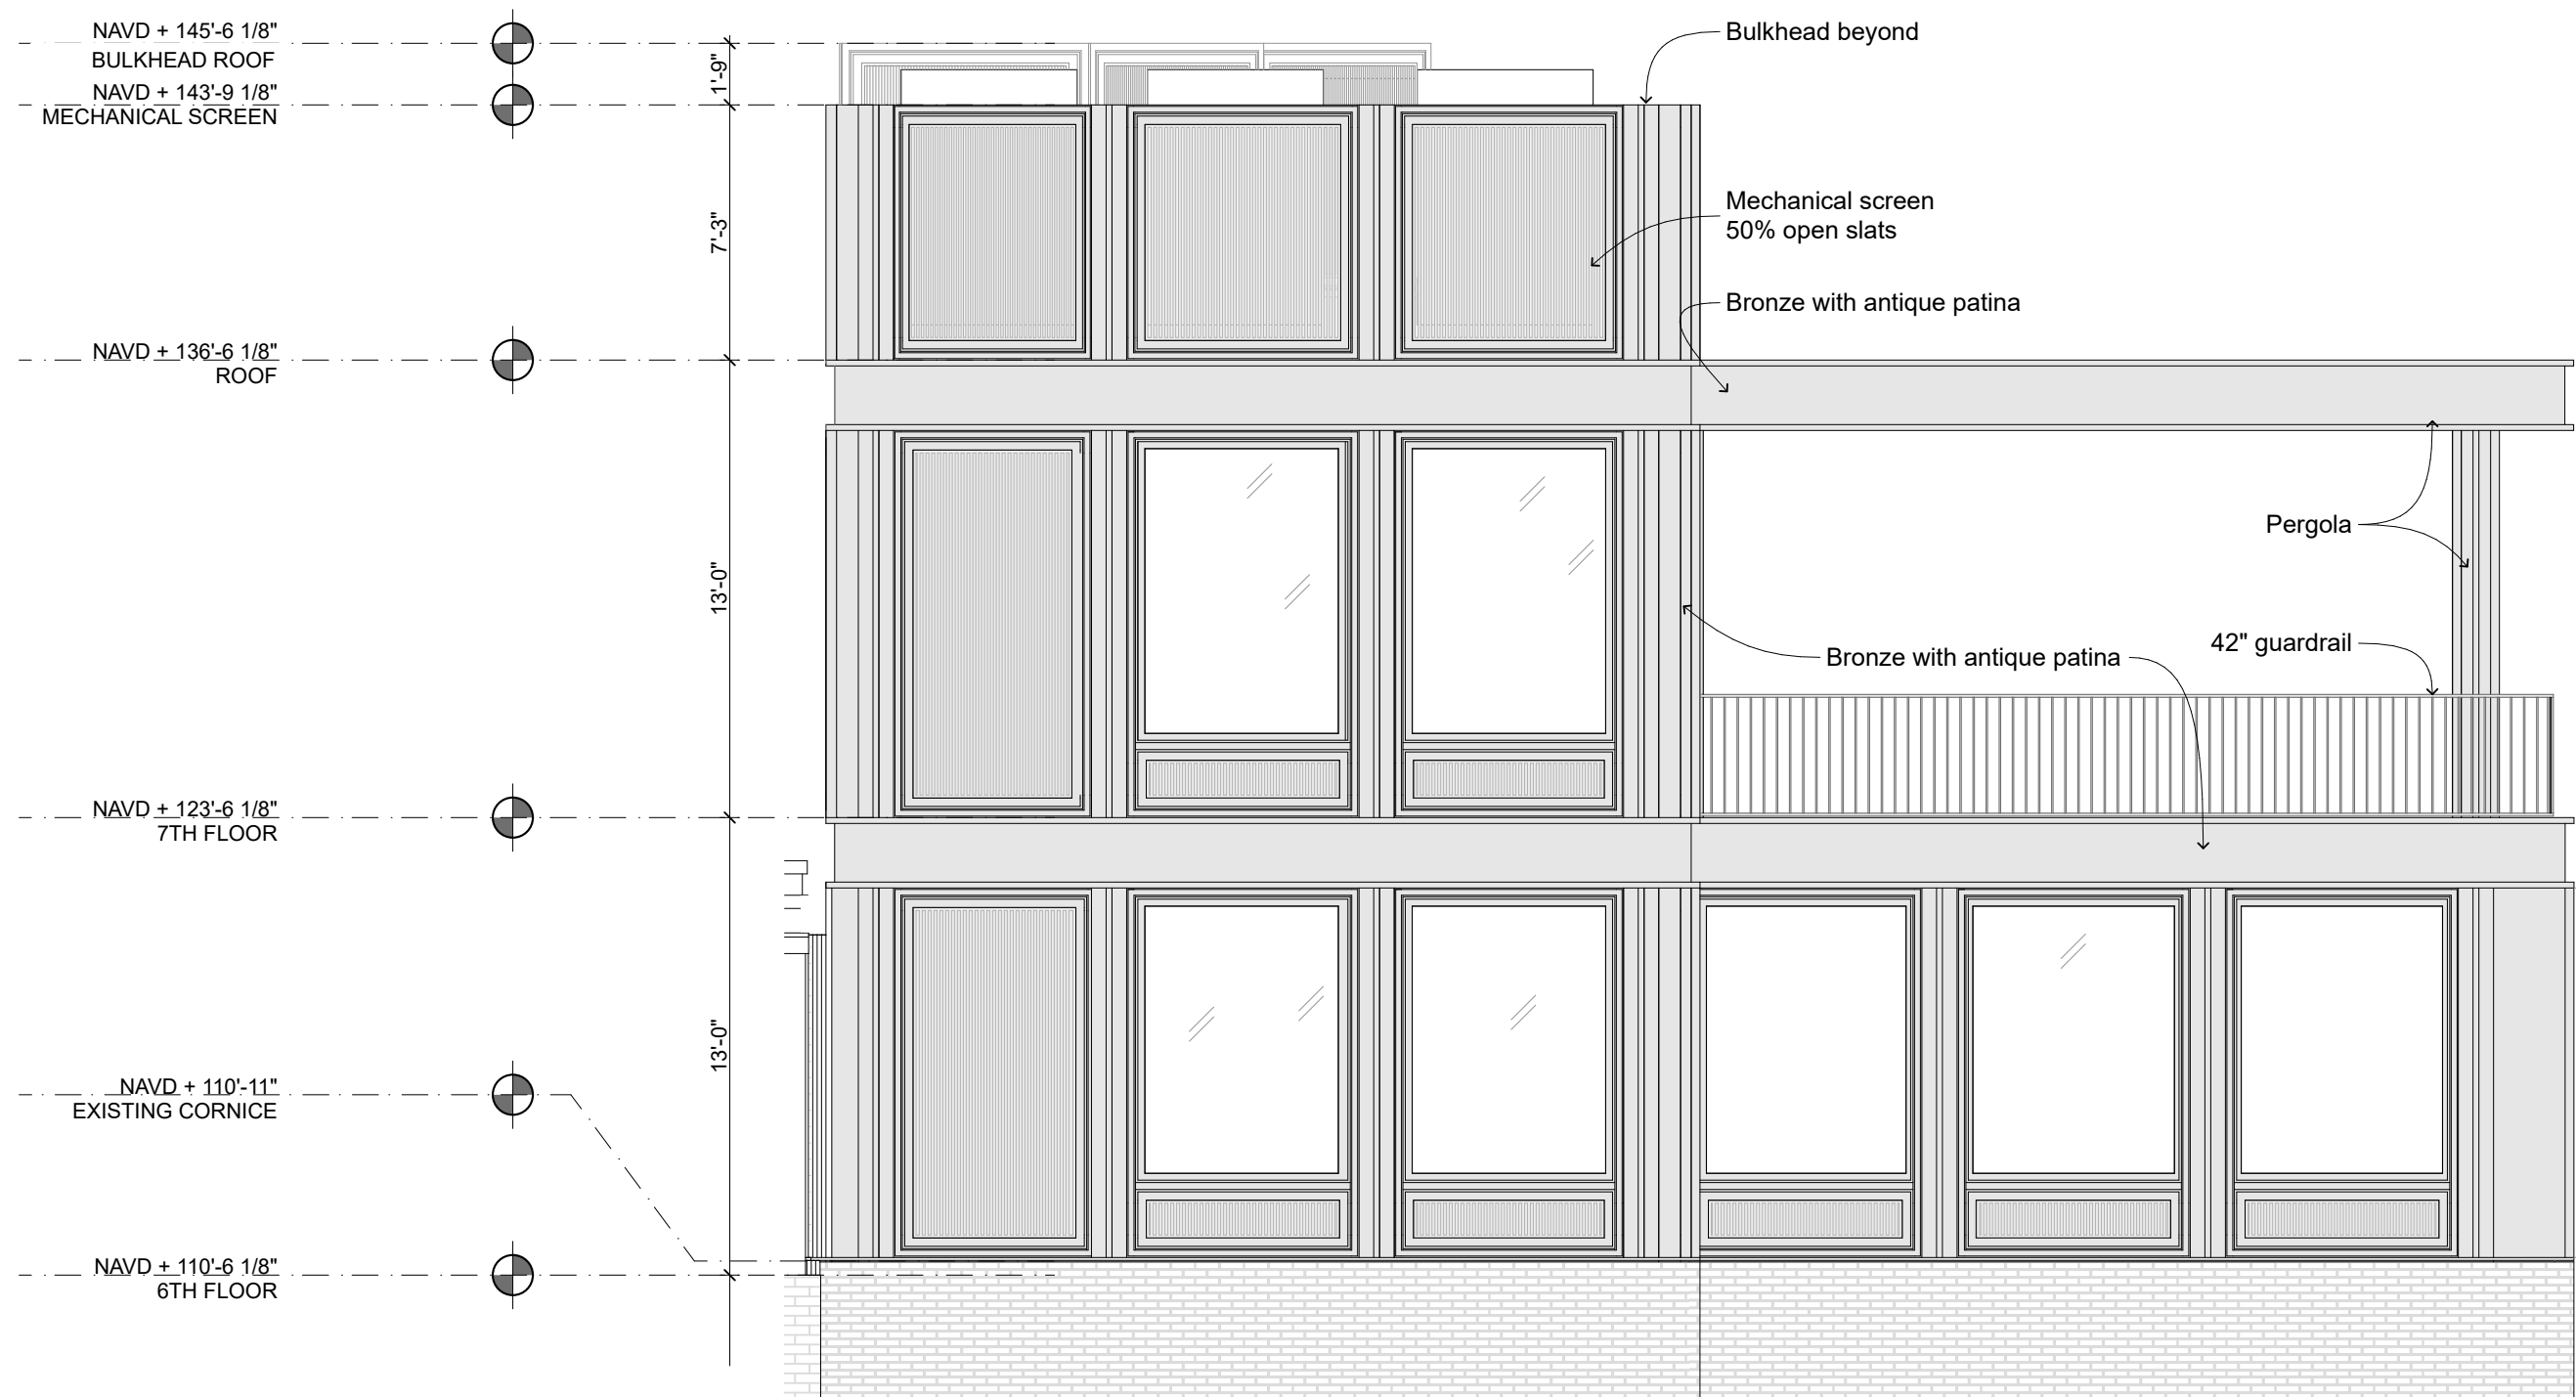 NAVD + 145'-6 1/8"
BULKHEAD ROOF
NAVD + 143'-9 1/8"
MECHANICAL SCREEN
NAVD + 136'-6 1/8"
ROOF
NAVD + 123'-6 1/8"
7TH FLOOR
NAVD + 110'-11"
EXISTING CORNICE
NAVD + 110'-6 1/8"
6TH FLOOR
1'-9"
7'-3"
13'-0"
13'-0"
Bulkhead beyond
Mechanical screen
50% open slats
Bronze with antique patina
Pergola
42" guardrail
Bronze with antique patina